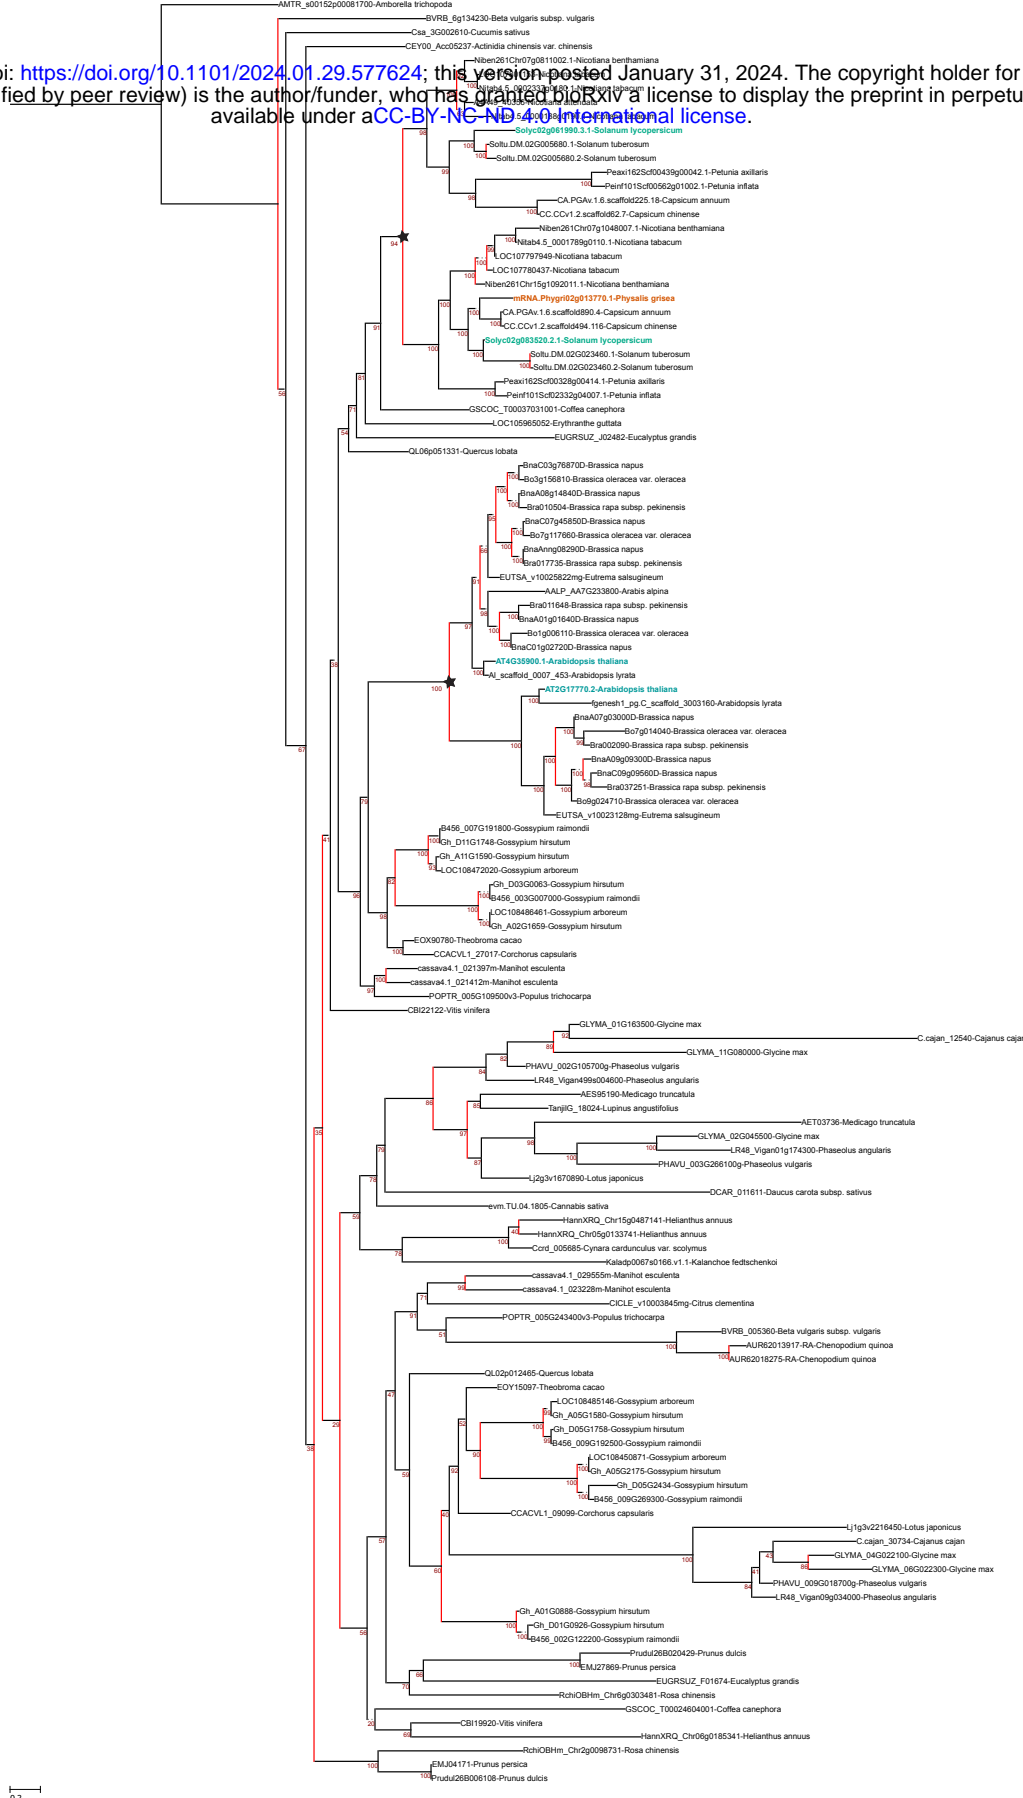 AMTR_s00152p00081700-Amborella trichopoda
BVRB_6g134230-Beta vulgaris subsp. vulgaris
Csa_3G002610-Cucumis sativus
CEY00_Acc05237-Actinidia chinensis var. chinensis
Niben261Chr07g0811002.1-Nicotiana benthamiana
i: https://doi.org/10.1101/2024.01.29.577624; this version posted January 31, 2024. The copyright holder for
fied by peer review) is the author/funder, who has granted bioRxiv a license to display the preprint in perpetu
available under aCC-BY-NC-ND 4.0 International license.
Solyc02g061990.3.1-Solanum lycopersicum
Soltu.DM.02G005680.1-Solanum tuberosum
Soltu.DM.02G005680.2-Solanum tuberosum
Peaxi162Scf00439g00042.1-Petunia axillaris
Peinf101Scf00562g01002.1-Petunia inflata
CA.PGAv.1.6.scaffold225.18-Capsicum annuum
CC.CCv1.2.scaffold62.7-Capsicum chinense
Niben261Chr07g1048007.1-Nicotiana benthamiana
Nitab4.5_0001789g0110.1-Nicotiana tabacum
LOC107797949-Nicotiana tabacum
LOC107780437-Nicotiana tabacum
Niben261Chr15g1092011.1-Nicotiana benthamiana
mRNA.Phygri02g013770.1-Physalis grisea
CA.PGAv.1.6.scaffold890.4-Capsicum annuum
CC.CCv1.2.scaffold494.116-Capsicum chinense
Solyc02g083520.2.1-Solanum lycopersicum
Soltu.DM.02G023460.1-Solanum tuberosum
Soltu.DM.02G023460.2-Solanum tuberosum
Peaxi162Scf00328g00414.1-Petunia axillaris
Peinf101Scf02332g04007.1-Petunia inflata
GSCOC_T00037031001-Coffea canephora
LOC105965052-Erythranthe guttata
EUGRSUZ_J02482-Eucalyptus grandis
QL06p051331-Quercus lobata
BnaC03g76870D-Brassica napus
Bo3g156810-Brassica oleracea var. oleracea
BnaA08g14840D-Brassica napus
Bra010504-Brassica rapa subsp. pekinensis
BnaC07g45850D-Brassica napus
Bo7g117660-Brassica oleracea var. oleracea
BnaAnng08290D-Brassica napus
Bra017735-Brassica rapa subsp. pekinensis
EUTSA_v10025822mg-Eutrema salsugineum
AALP_AA7G233800-Arabis alpina
Bra011648-Brassica rapa subsp. pekinensis
BnaA01g01640D-Brassica napus
Bo1g006110-Brassica oleracea var. oleracea
BnaC01g02720D-Brassica napus
AT4G35900.1-Arabidopsis thaliana
Al_scaffold_0007_453-Arabidopsis lyrata
AT2G17770.2-Arabidopsis thaliana
fgenesh1_pg.C_scaffold_3003160-Arabidopsis lyrata
BnaA07g03000D-Brassica napus
Bo7g014040-Brassica oleracea var. oleracea
Bra002090-Brassica rapa subsp. pekinensis
BnaA09g09300D-Brassica napus
BnaC09g09560D-Brassica napus
Bra037251-Brassica rapa subsp. pekinensis
Bo9g024710-Brassica oleracea var. oleracea
EUTSA_v10023128mg-Eutrema salsugineum
B456_007G191800-Gossypium raimondii
Gh_D11G1748-Gossypium hirsutum
Gh_A11G1590-Gossypium hirsutum
LOC108472020-Gossypium arboreum
Gh_D03G0063-Gossypium hirsutum
B456_003G007000-Gossypium raimondii
LOC108486461-Gossypium arboreum
Gh_A02G1659-Gossypium hirsutum
EOX90780-Theobroma cacao
CCACVL1_27017-Corchorus capsularis
cassava4.1_021397m-Manihot esculenta
cassava4.1_021412m-Manihot esculenta
POPTR_005G109500v3-Populus trichocarpa
CBI22122-Vitis vinifera
GLYMA_01G163500-Glycine max
C.cajan_12540-Cajanus cajan
GLYMA_11G080000-Glycine max
PHAVU_002G105700g-Phaseolus vulgaris
LR48_Vigan499s004600-Phaseolus angularis
AES95190-Medicago truncatula
TanjilG_18024-Lupinus angustifolius
AET03736-Medicago truncatula
GLYMA_02G045500-Glycine max
LR48_Vigan01g174300-Phaseolus angularis
PHAVU_003G266100g-Phaseolus vulgaris
Lj2g3v1670890-Lotus japonicus
DCAR_011611-Daucus carota subsp. sativus
evm.TU.04.1805-Cannabis sativa
HannXRQ_Chr15g0487141-Helianthus annuus
HannXRQ_Chr05g0133741-Helianthus annuus
Ccrd_005685-Cynara cardunculus var. scolymus
Kaladp0067s0166.v1.1-Kalanchoe fedtschenkoi
cassava4.1_029555m-Manihot esculenta
cassava4.1_023228m-Manihot esculenta
CICLE_v10003845mg-Citrus clementina
POPTR_005G243400v3-Populus trichocarpa
BVRB_005360-Beta vulgaris subsp. vulgaris
AUR62013917-RA-Chenopodium quinoa
AUR62018275-RA-Chenopodium quinoa
QL02p012465-Quercus lobata
EOY15097-Theobroma cacao
LOC108485146-Gossypium arboreum
Gh_A05G1580-Gossypium hirsutum
Gh_D05G1758-Gossypium hirsutum
B456_009G192500-Gossypium raimondii
LOC108450871-Gossypium arboreum
Gh_A05G2175-Gossypium hirsutum
Gh_D05G2434-Gossypium hirsutum
B456_009G269300-Gossypium raimondii
CCACVL1_09099-Corchorus capsularis
Lj1g3v2216450-Lotus japonicus
C.cajan_30734-Cajanus cajan
GLYMA_04G022100-Glycine max
GLYMA_06G022300-Glycine max
PHAVU_009G018700g-Phaseolus vulgaris
LR48_Vigan09g034000-Phaseolus angularis
Gh_A01G0888-Gossypium hirsutum
Gh_D01G0926-Gossypium hirsutum
B456_002G122200-Gossypium raimondii
Prudul26B020429-Prunus dulcis
EMJ27869-Prunus persica
EUGRSUZ_F01674-Eucalyptus grandis
RchiOBHm_Chr6g0303481-Rosa chinensis
GSCOC_T00024604001-Coffea canephora
CBI19920-Vitis vinifera
HannXRQ_Chr06g0185341-Helianthus annuus
RchiOBHm_Chr2g0098731-Rosa chinensis
EMJ04171-Prunus persica
Prudul26B006108-Prunus dulcis